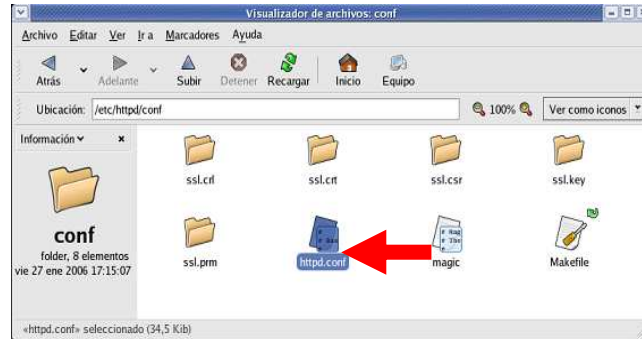 Visualizador de archivos: conf
Archivo Editar Ver Ir a Marcadores Ayuda
Atrás Adelante Subir Detener Recargar Inicio Equipo
Ubicación: /etc/httpd/conf 100% Ver como iconos
Información
ssl.crl ssl.crt ssl.csr ssl.key
conf
folder, 8 elementos
vie 27 ene 2006 17:15:07
ssl.prm httpd.conf magic Makefile
«httpd.conf» seleccionado (34,5 Kib)